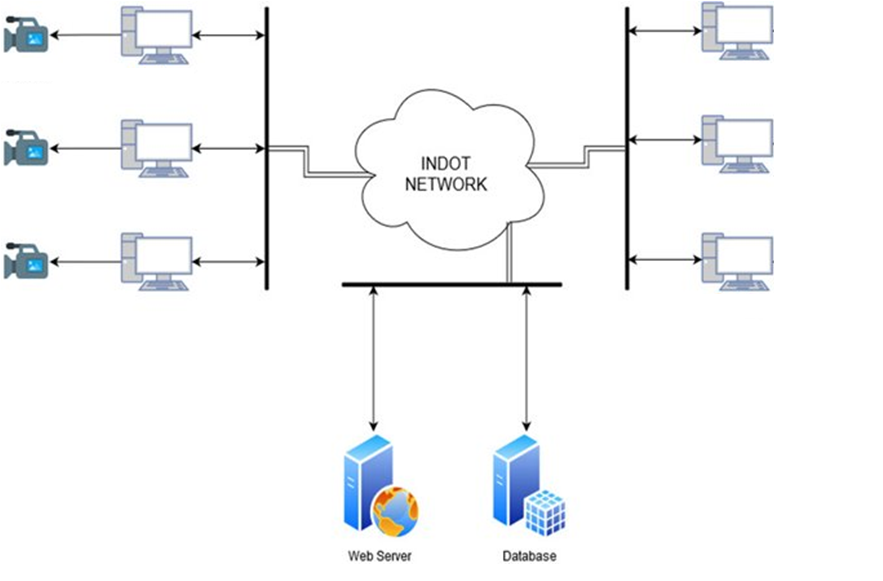 INDOT
NETWORK
Web Server
Database